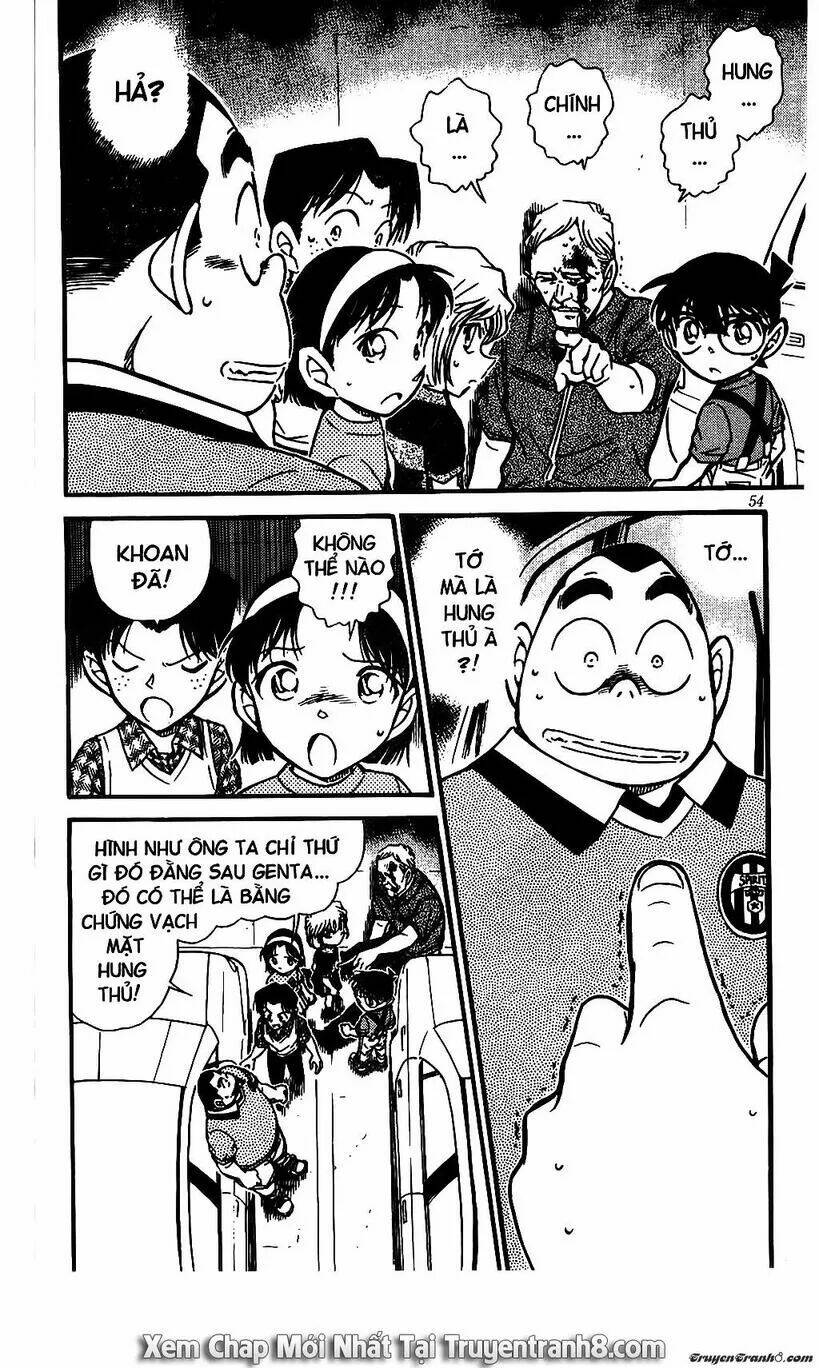 HUNG
...
THỦ
...
CHÍNH
...
LÀ
...
HẢ?
54
TỚ...
TỚ
MÀ LÀ
HUNG
THỦ À
?!
KHÔNG
THỂ NÀO
!!!
KHOAN
ĐÃ!
HÌNH NHƯ ÔNG TA CHỈ THỨ
GÌ ĐÓ ĐẰNG SAU GENTA...
ĐÓ CÓ THỂ LÀ BẰNG
CHỨNG VẠCH
MẶT
HUNG
THỦ!
Xem Chap Mới Nhất Tại Truyentranh8.com
TruyenTranh8.com